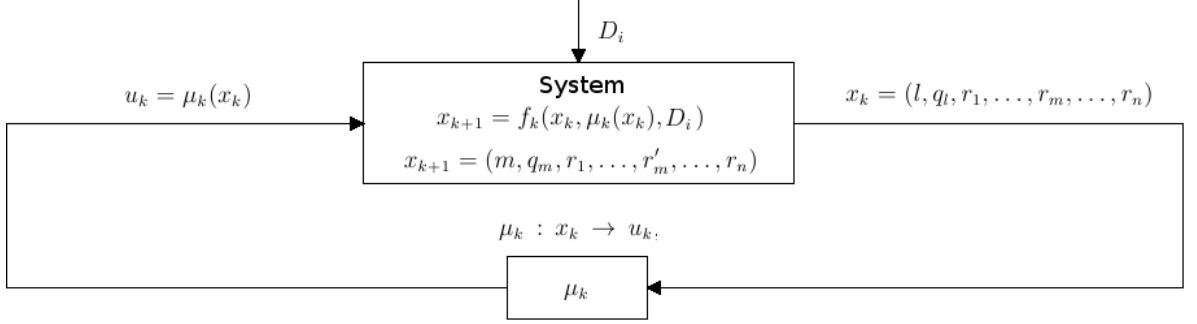 D_i
u_k = μ_k(x_k)
System
x_k = (l, q_l, r_1, . . . , r_m, . . . , r_n)
x_{k+1} = f_k(x_k, μ_k(x_k), D_i)
x_{k+1} = (m, q_m, r_1, . . . , r'_m, . . . , r_n)
μ_k : x_k → u_k,
μ_k